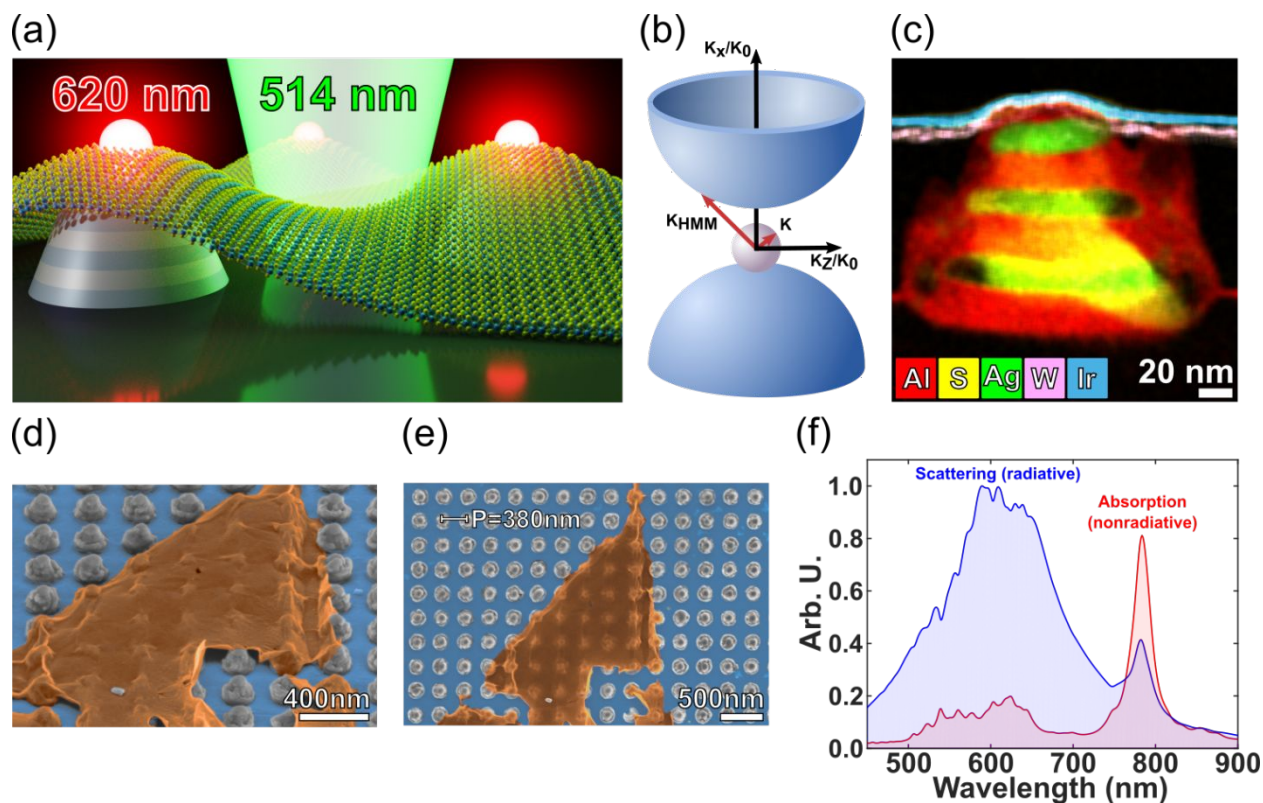 (a)
620 nm
514 nm
(b)
Kx/K0
KHMM
K
KZ/K0
(c)
Al S Ag W Ir
20 nm
(d)
400nm
(e)
P=380nm
500nm
(f)
Scattering (radiative)
Absorption
(nonradiative)
Arb. U.
1.0
0.8
0.6
0.4
0.2
0.0
500 600 700 800 900
Wavelength (nm)